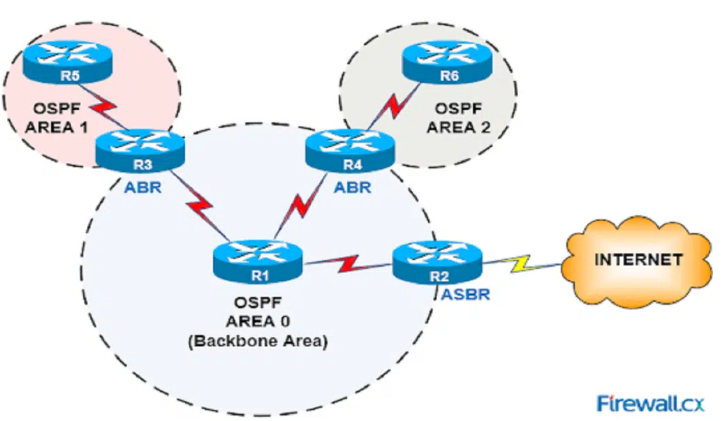 R5
OSPF
AREA 1
R3
ABR
R6
OSPF
AREA 2
R4
ABR
R1
OSPF
AREA 0
(Backbone Area)
R2
ASBR
INTERNET
Firewall.cx